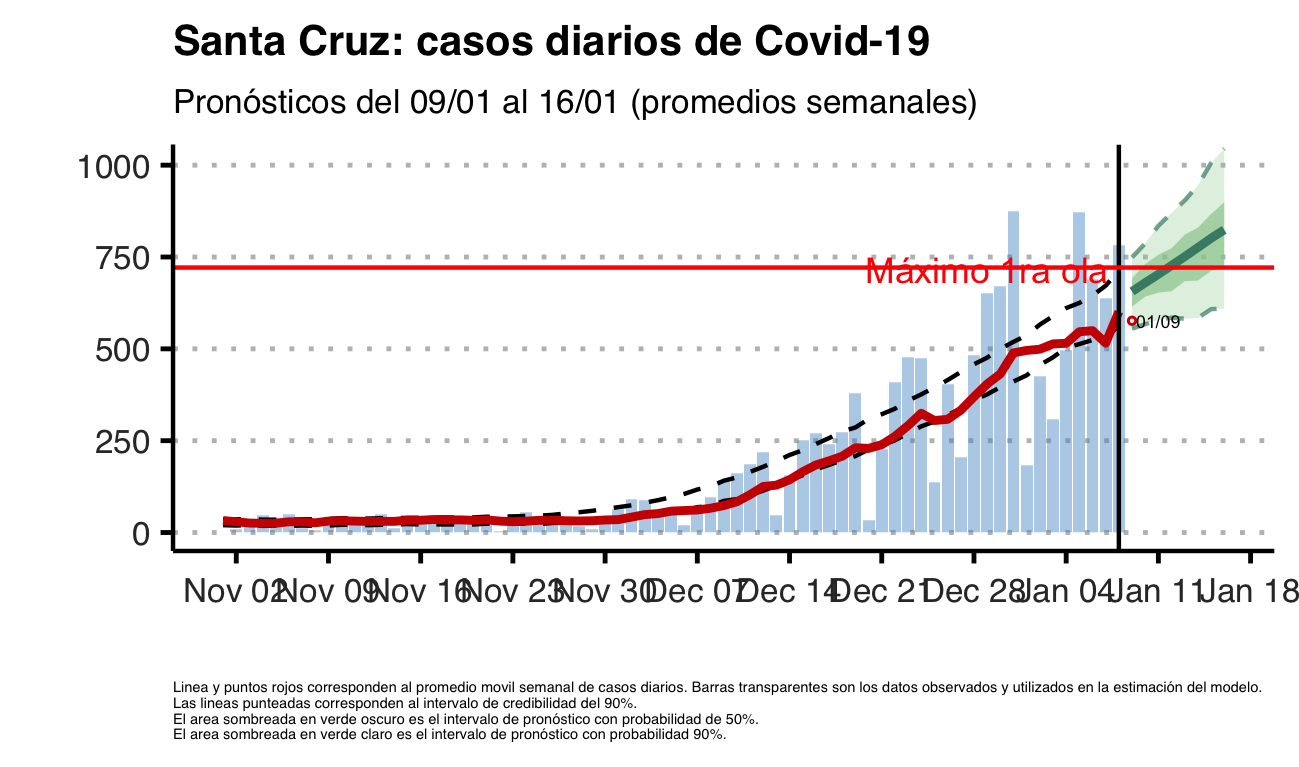 Santa Cruz: casos diarios de Covid-19
Pronósticos del 09/01 al 16/01 (promedios semanales)
1000
750
Máximo 1ra ola
01/09
500
250
0
Nov 02 Nov 09 Nov 16 Nov 23 Nov 30 Dec 07 Dec 14 Dec 21 Dec 28 Jan 04 Jan 11 Jan 18
Linea y puntos rojos corresponden al promedio movil semanal de casos diarios. Barras transparentes son los datos observados y utilizados en la estimación del modelo.
Las lineas punteadas corresponden al intervalo de credibilidad del 90%.
El area sombreada en verde oscuro es el intervalo de pronóstico con probabilidad de 50%.
El area sombreada en verde claro es el intervalo de pronóstico con probabilidad 90%.